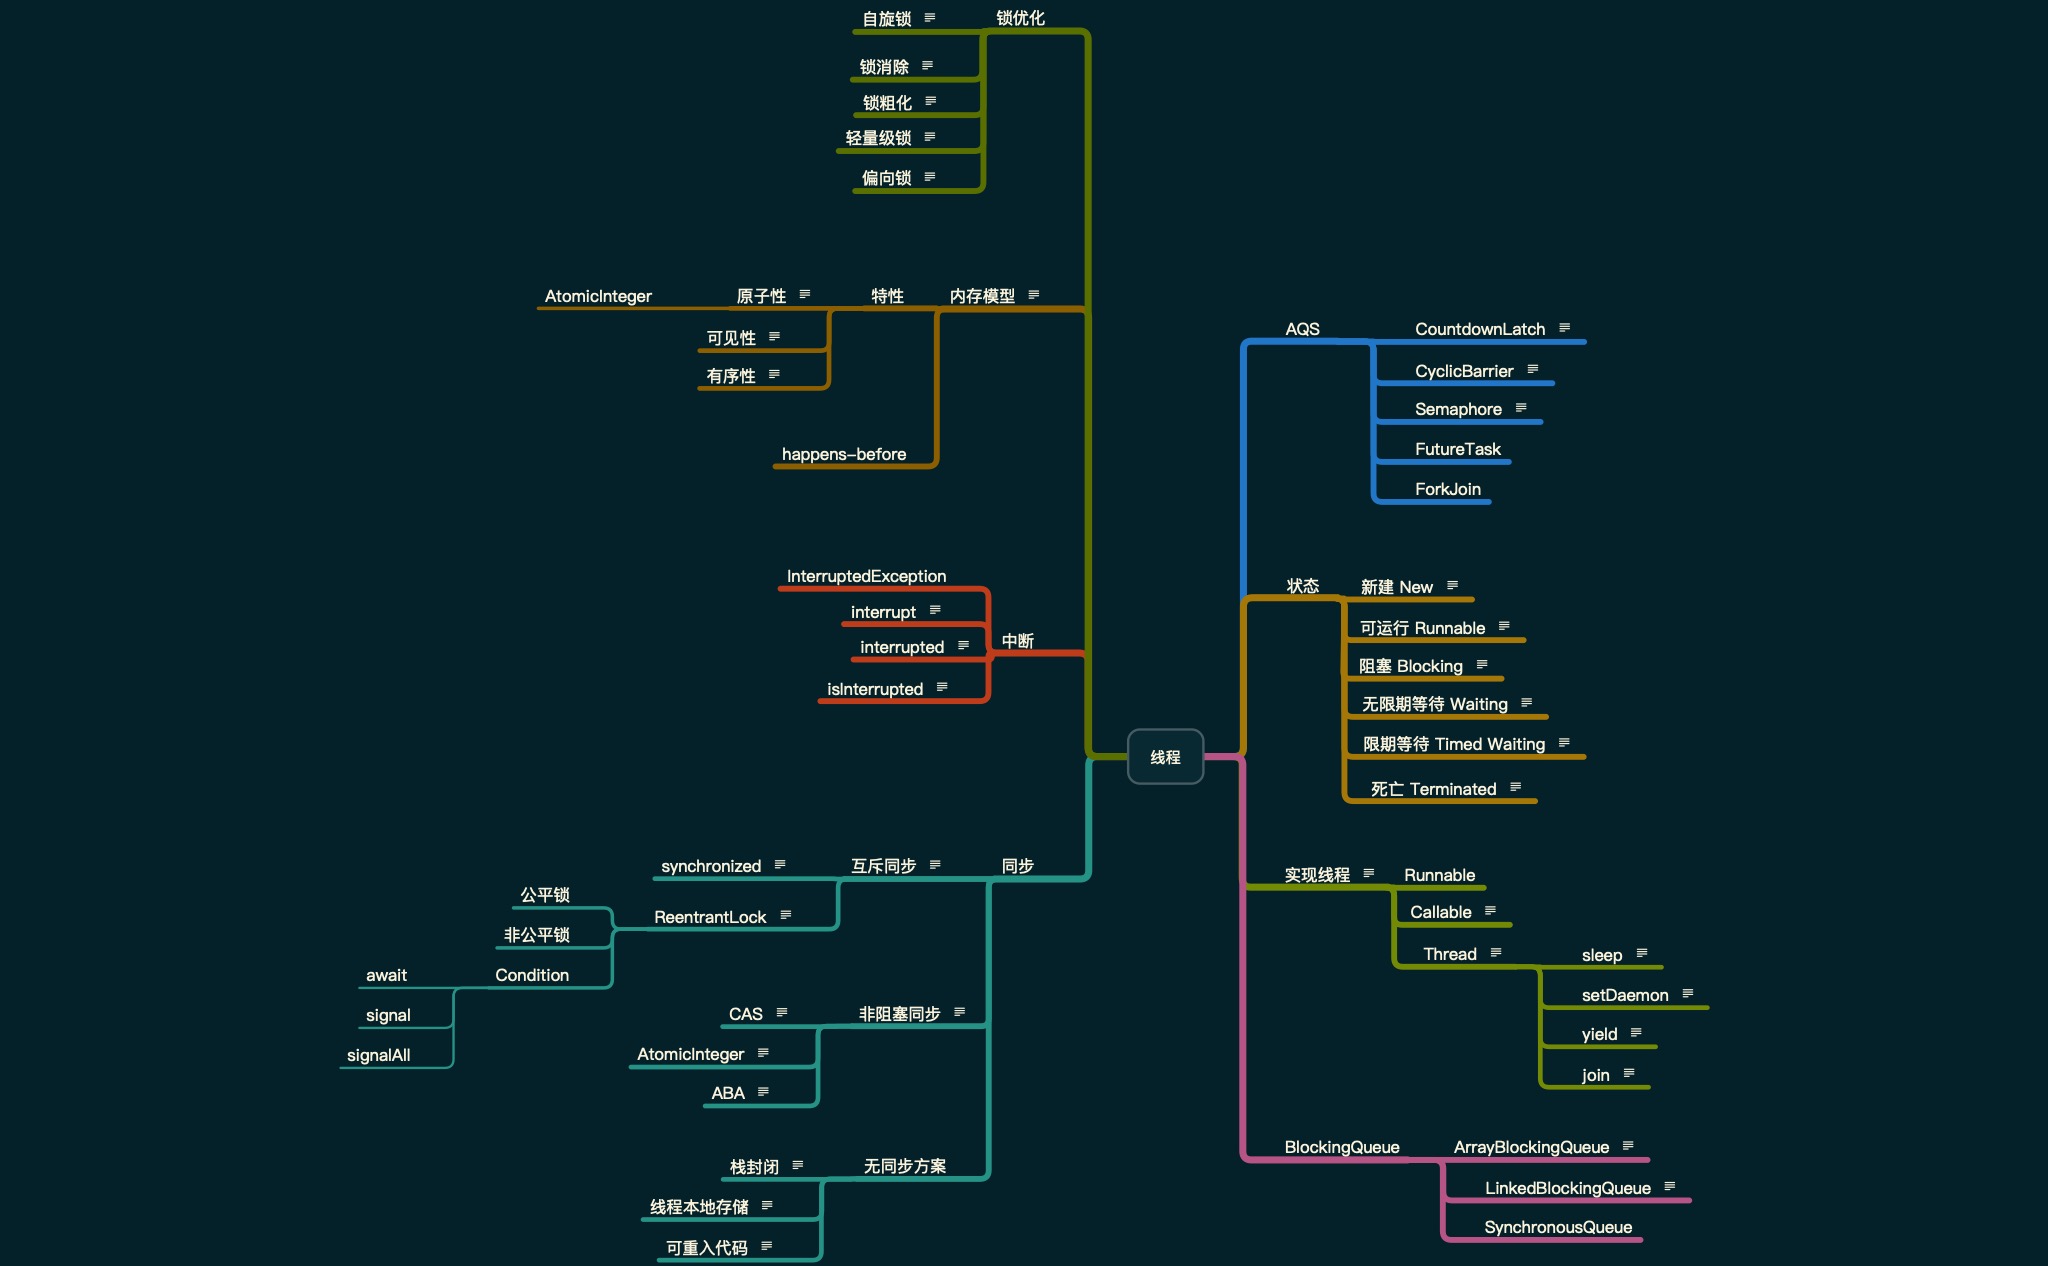 自旋锁
锁优化
锁消除
锁粗化
轻量级锁
偏向锁
AtomicInteger
原子性
特性
内存模型
可见性
有序性
happens-before
InterruptedException
interrupt
中断
interrupted
isInterrupted
线程
synchronized
互斥同步
同步
公平锁
ReentrantLock
非公平锁
await
Condition
signal
signalAll
CAS
非阻塞同步
AtomicInteger
ABA
栈封闭
无同步方案
线程本地存储
可重入代码
AQS
CountdownLatch
CyclicBarrier
Semaphore
FutureTask
ForkJoin
状态
新建 New
可运行 Runnable
阻塞 Blocking
无限期等待 Waiting
限期等待 Timed Waiting
死亡 Terminated
实现线程
Runnable
Callable
Thread
sleep
setDaemon
yield
join
BlockingQueue
ArrayBlockingQueue
LinkedBlockingQueue
SynchronousQueue